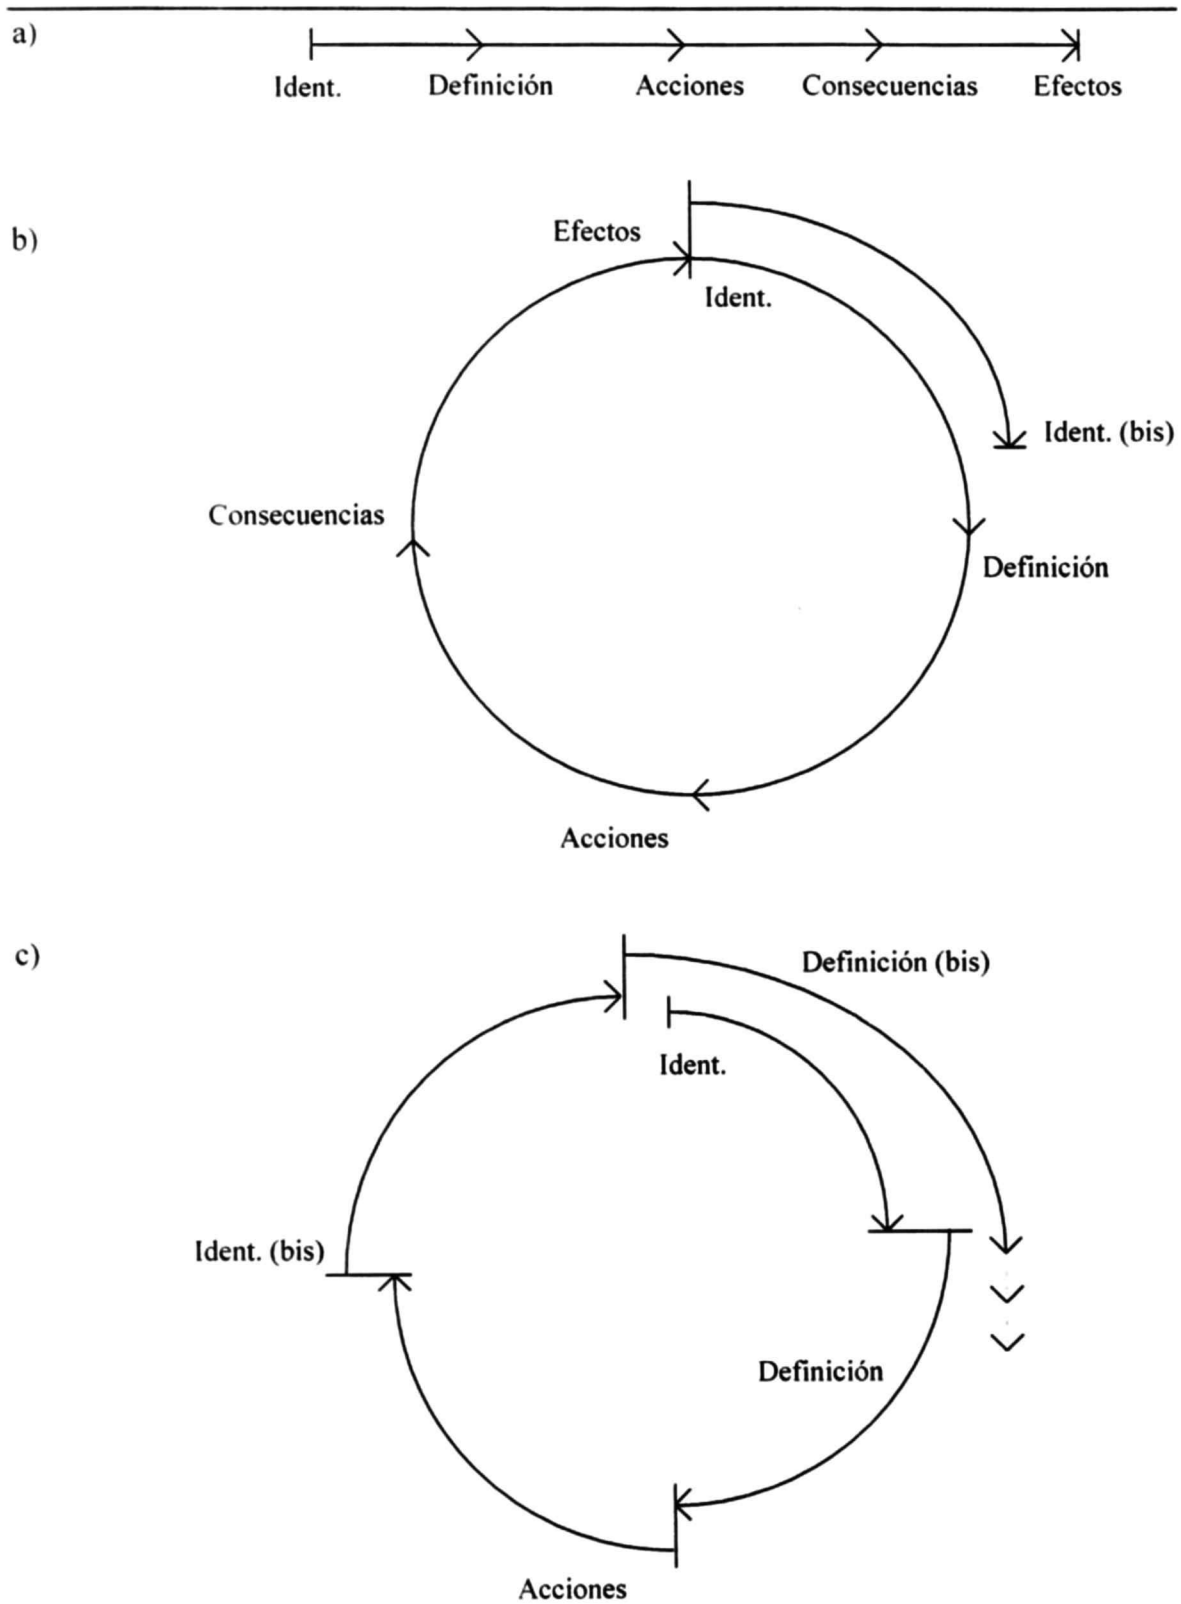 a)
Ident. Definición Acciones Consecuencias Efectos
b)
Efectos
Ident.
Ident. (bis)
Consecuencias
Definición
Acciones
c)
Definición (bis)
Ident.
Ident. (bis)
Definición
Acciones